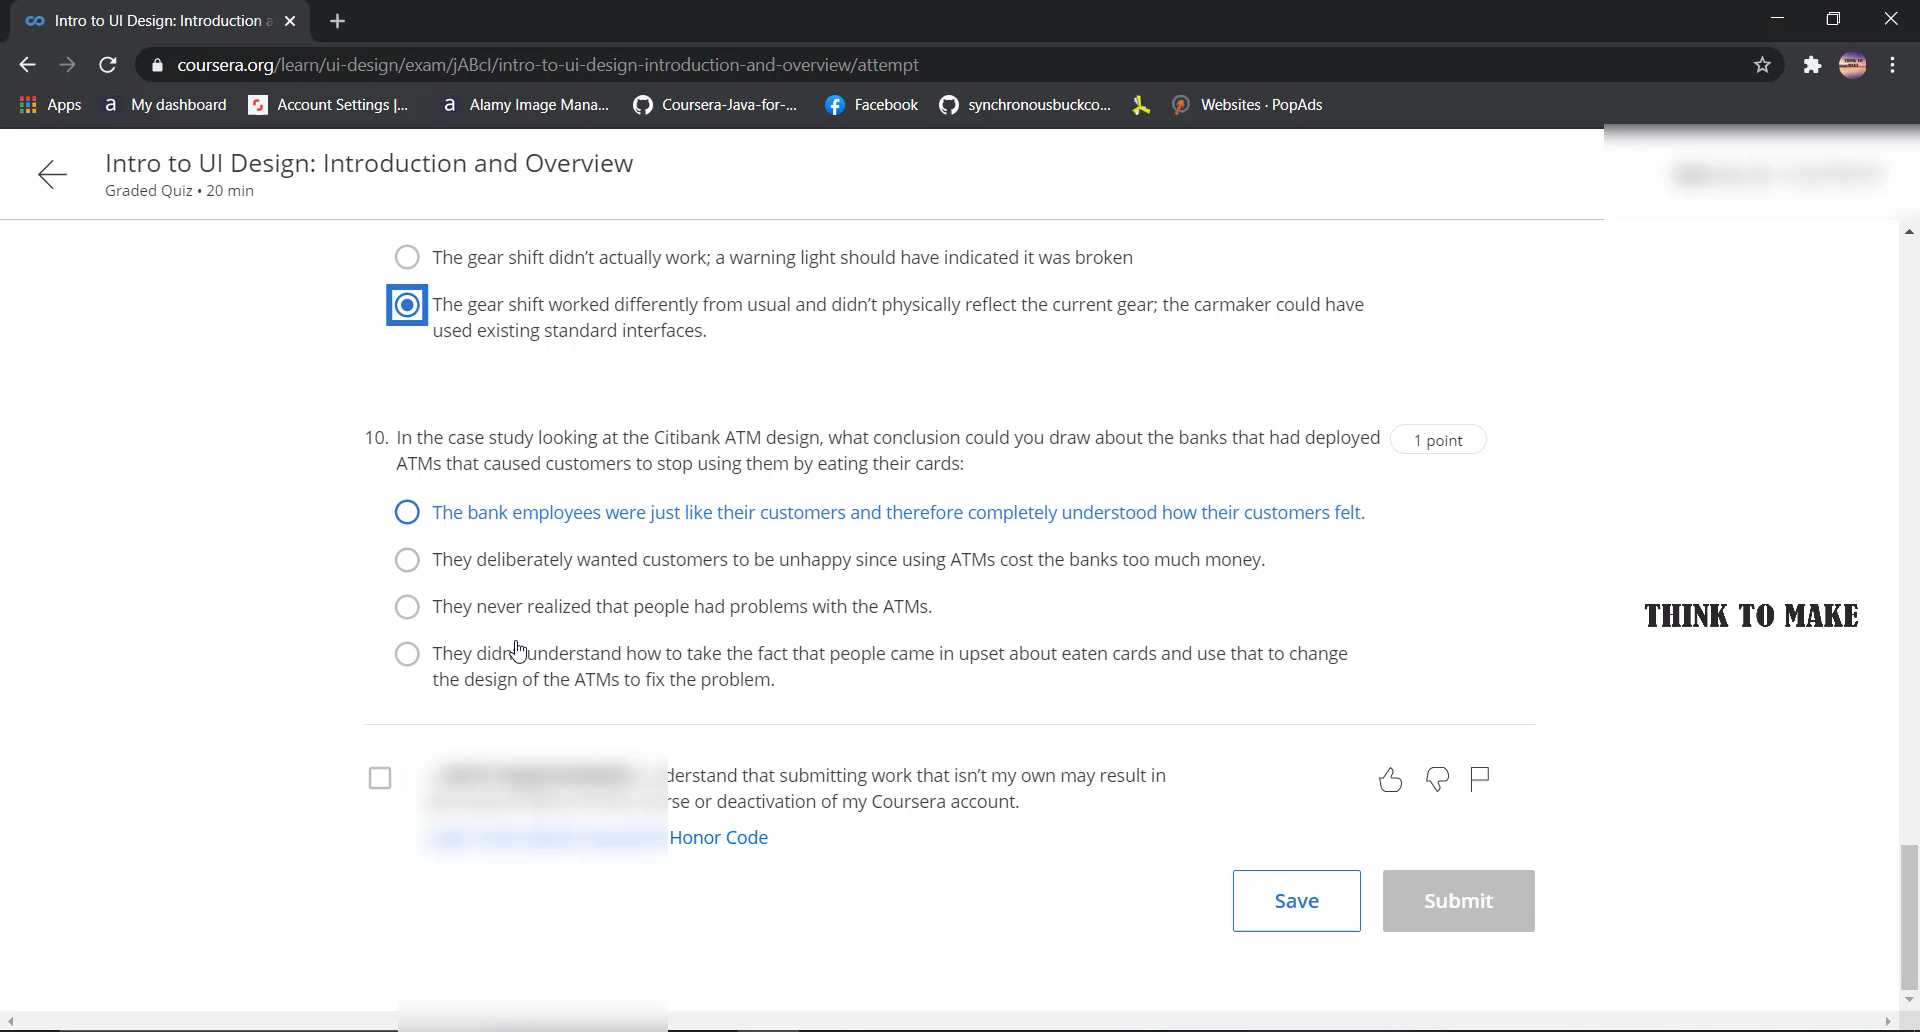 Intro to UI Design: Introduction a
coursera.org/learn/ui-design/exam/jABcl/intro-to-ui-design-introduction-and-overview/attempt
Apps
My dashboard
Account Settings |...
Alamy Image Mana...
Coursera-Java-for-...
Facebook
synchronousbuckco...
Websites · PopAds
Intro to UI Design: Introduction and Overview
Graded Quiz • 20 min
The gear shift didn't actually work; a warning light should have indicated it was broken
The gear shift worked differently from usual and didn't physically reflect the current gear; the carmaker could have
used existing standard interfaces.
10. In the case study looking at the Citibank ATM design, what conclusion could you draw about the banks that had deployed
1 point
ATMs that caused customers to stop using them by eating their cards:
The bank employees were just like their customers and therefore completely understood how their customers felt.
They deliberately wanted customers to be unhappy since using ATMs cost the banks too much money.
They never realized that people had problems with the ATMs.
THINK TO MAKE
They didn't understand how to take the fact that people came in upset about eaten cards and use that to change
the design of the ATMs to fix the problem.
derstand that submitting work that isn't my own may result in
rse or deactivation of my Coursera account.
Honor Code
Save
Submit